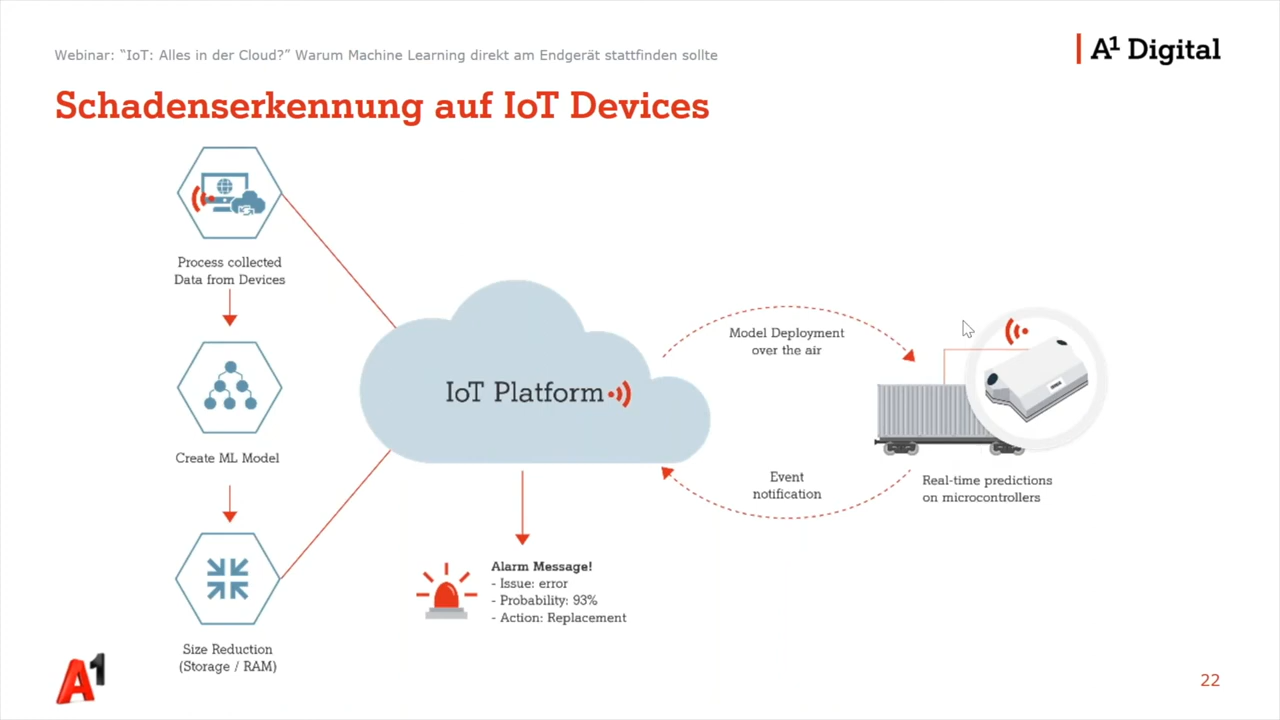 Webinar: “IoT: Alles in der Cloud?” Warum Machine Learning direkt am Endgerät stattfinden sollte
A¹ Digital
Schadenserkennung auf IoT Devices
Process collected
Data from Devices
Create ML Model
Size Reduction
(Storage / RAM)
IoT Platform
Model Deployment
over the air
Event
notification
Real-time predictions
on microcontrollers
Alarm Message!
- Issue: error
- Probability: 93%
- Action: Replacement
A1
22